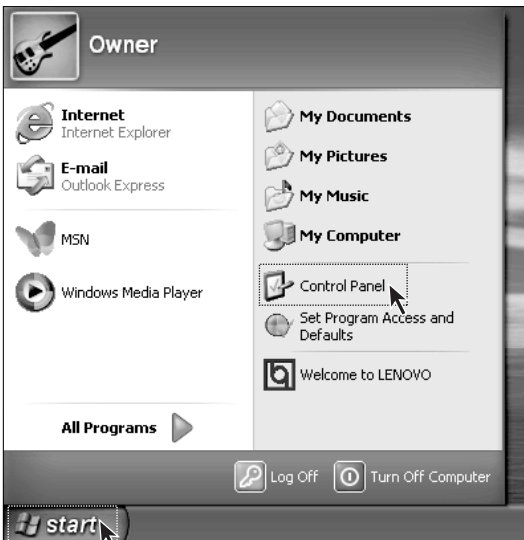 Owner
Internet
Internet Explorer
E-mail
Outlook Express
MSN
Windows Media Player
All Programs
My Documents
My Pictures
My Music
My Computer
Control Panel
Set Program Access and
Defaults
Welcome to LENOVO
Log Off
Turn Off Computer
start